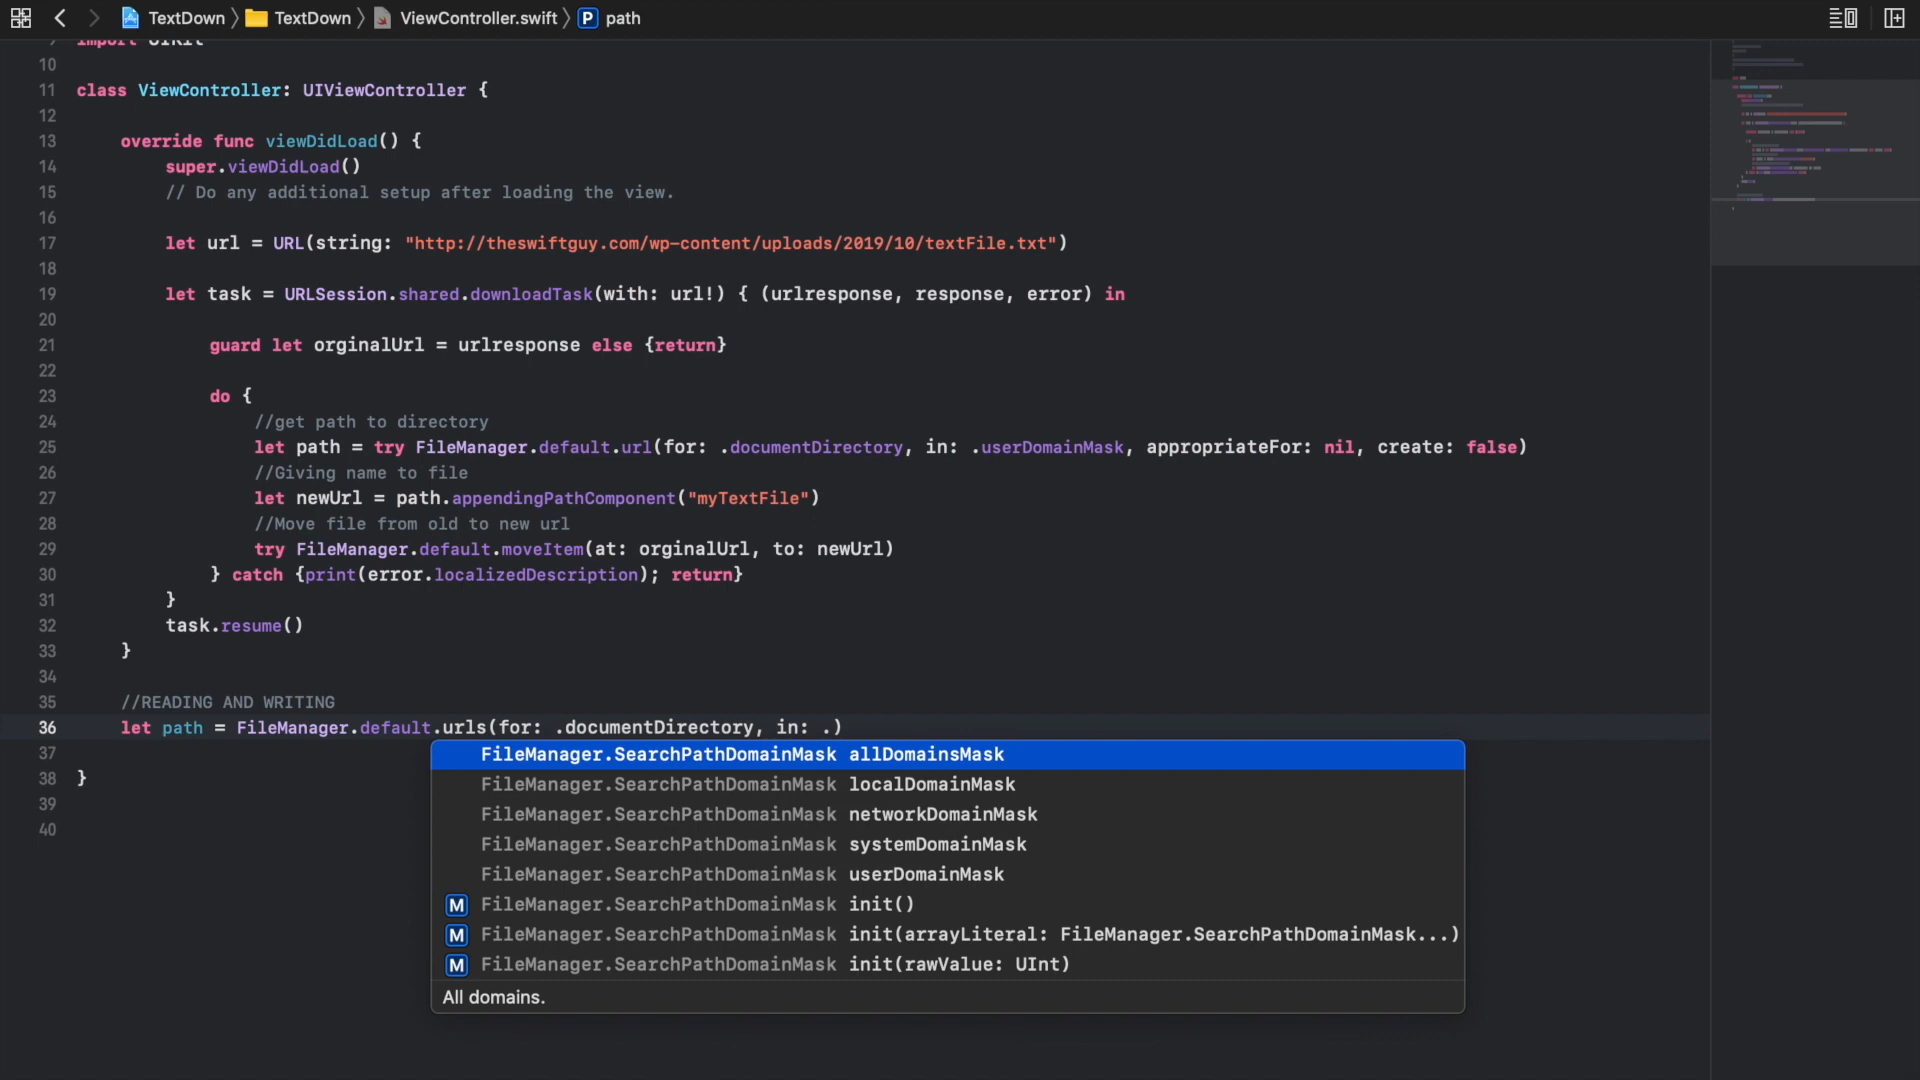 TextDown TextDown ViewController.swift P path
9 import UIKit
10
11 class ViewController: UIViewController {
12
13 override func viewDidLoad() {
14 super.viewDidLoad()
15 // Do any additional setup after loading the view.
16
17 let url = URL(string: "http://theswiftguy.com/wp-content/uploads/2019/10/textFile.txt")
18
19 let task = URLSession.shared.downloadTask(with: url!) { (urlresponse, response, error) in
20
21 guard let orginalUrl = urlresponse else {return}
22
23 do {
24 //get path to directory
25 let path = try FileManager.default.url(for: .documentDirectory, in: .userDomainMask, appropriateFor: nil, create: false)
26 //Giving name to file
27 let newUrl = path.appendingPathComponent("myTextFile")
28 //Move file from old to new url
29 try FileManager.default.moveItem(at: orginalUrl, to: newUrl)
30 } catch {print(error.localizedDescription); return}
31 }
32 task.resume()
33 }
34
35 //READING AND WRITING
36 let path = FileManager.default.urls(for: .documentDirectory, in: .)
37
38 }
39
40
FileManager.SearchPathDomainMask allDomainsMask
FileManager.SearchPathDomainMask localDomainMask
FileManager.SearchPathDomainMask networkDomainMask
FileManager.SearchPathDomainMask systemDomainMask
FileManager.SearchPathDomainMask userDomainMask
M FileManager.SearchPathDomainMask init()
M FileManager.SearchPathDomainMask init(arrayLiteral: FileManager.SearchPathDomainMask...)
M FileManager.SearchPathDomainMask init(rawValue: UInt)
All domains.